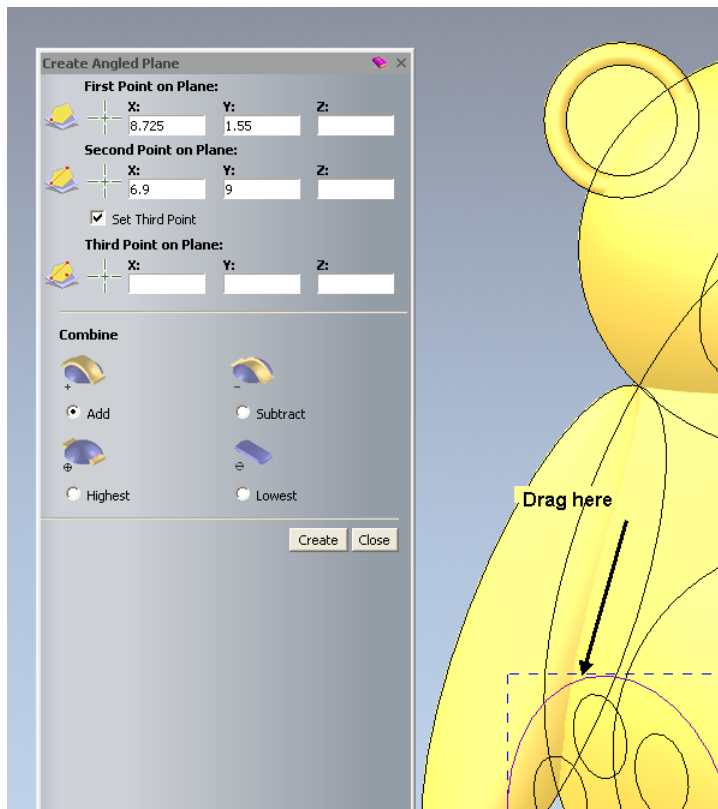 Create Angled Plane
First Point on Plane:
X: Y: Z:
8.725 1.55
Second Point on Plane:
X: Y: Z:
6.9 9
Set Third Point
Third Point on Plane:
X: Y: Z:
Combine
Add Subtract
Highest Lowest
Drag here
Create Close